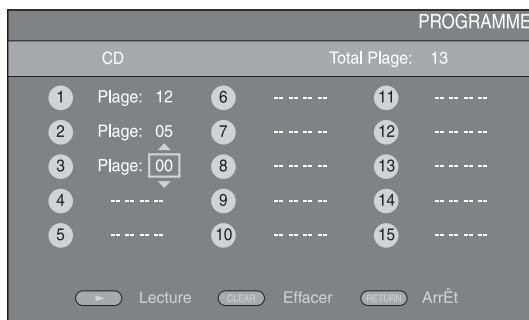 PROGRAMME
CD Total Plage: 13
1 Plage: 12 6 -- -- -- -- 11 -- -- -- --
2 Plage: 05 7 -- -- -- -- 12 -- -- -- --
3 Plage: 00 8 -- -- -- -- 13 -- -- -- --
4 -- -- -- -- 9 -- -- -- -- 14 -- -- -- --
5 -- -- -- -- 10 -- -- -- -- 15 -- -- -- --
Lecture CLEAR Effacer RETURN ArrÊt